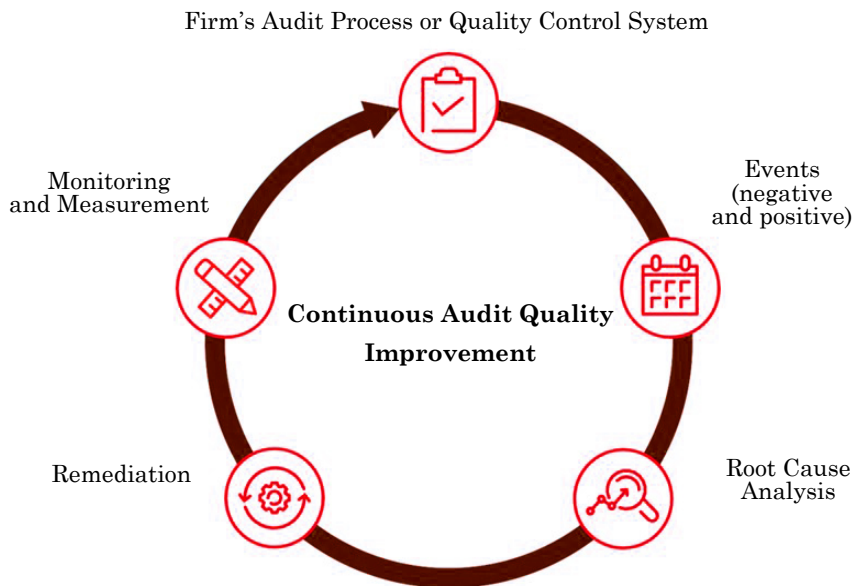 Firm's Audit Process or Quality Control System
Events
(negative
and positive)
Root Cause
Analysis
Remediation
Monitoring
and Measurement
Continuous Audit Quality
Improvement